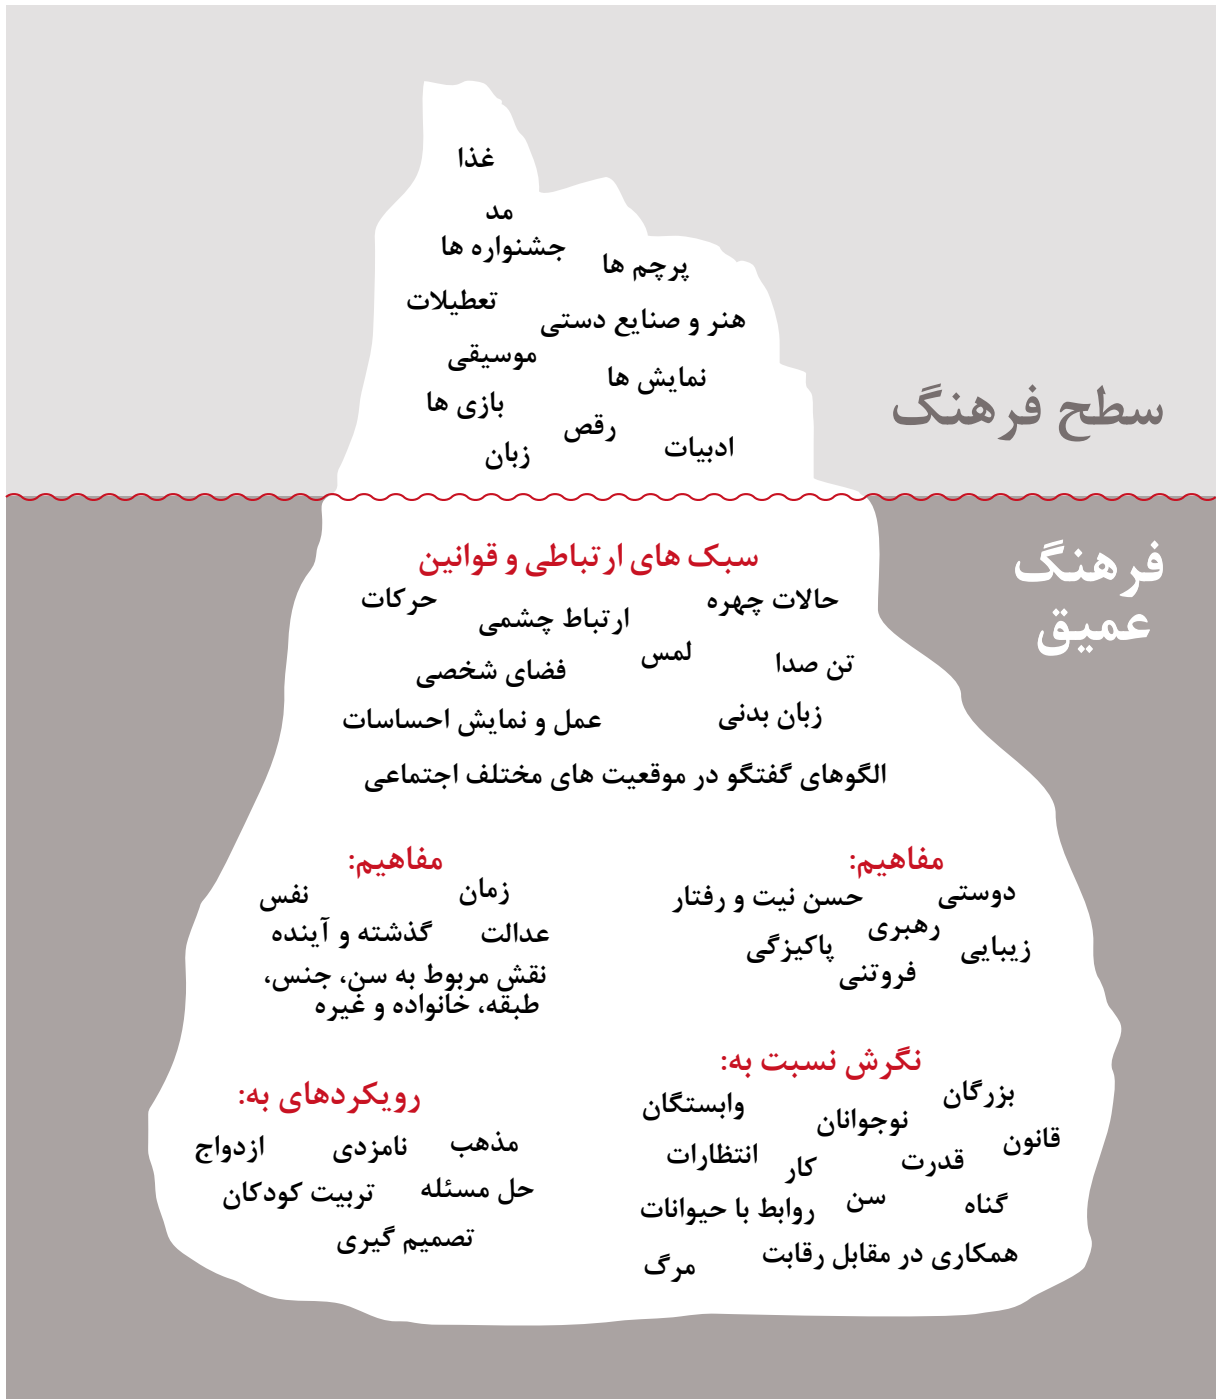 غذا
مد
جشنواره ها
پرچم ها
تعطیلات
هنر و صنایع دستی
موسیقی
نمایش ها
بازی ها
رقص
ادبیات
زبان
سطح فرهنگ
فرهنگ
عمیق
سبک های ارتباطی و قوانین
حالات چهره
حرکات
ارتباط چشمی
لمس
تن صدا
فضای شخصی
زبان بدنی
عمل و نمایش احساسات
الگوهای گفتگو در موقعیت های مختلف اجتماعی
مفاهیم:
دوستی
حسن نیت و رفتار
رهبری
زیبایی
پاکیزگی
فروتنی
مفاهیم:
زمان
نفس
عدالت
گذشته و آینده
نقش مربوط به سن، جنس،
طبقه، خانواده و غیره
نگرش نسبت به:
بزرگان
وابستگان
نوجوانان
قانون
انتظارات
کار
قدرت
گناه
سن
روابط با حیوانات
همکاری در مقابل رقابت
مرگ
رویکردهای به:
مذهب
نامزدی
ازدواج
حل مسئله
تربیت کودکان
تصمیم گیری